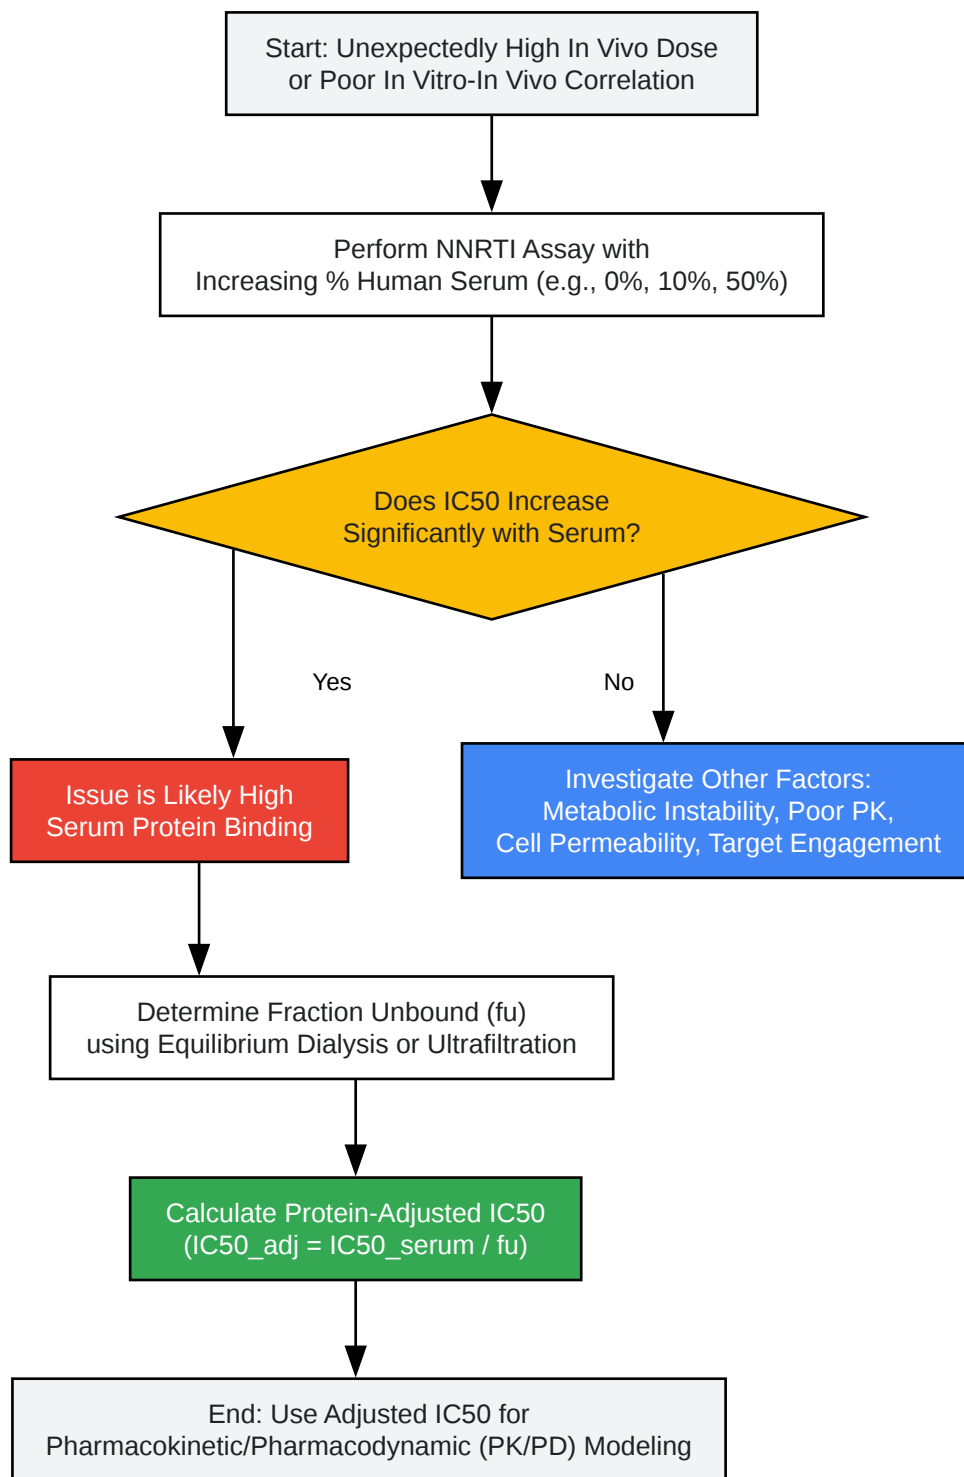 Start: Unexpectedly High In Vivo Dose
or Poor In Vitro-In Vivo Correlation
Perform NNRTI Assay with
Increasing % Human Serum (e.g., 0%, 10%, 50%)
Does IC50 Increase
Significantly with Serum?
Yes
No
Issue is Likely High
Serum Protein Binding
Investigate Other Factors:
Metabolic Instability, Poor PK,
Cell Permeability, Target Engagement
Determine Fraction Unbound (fu)
using Equilibrium Dialysis or Ultrafiltration
Calculate Protein-Adjusted IC50
(IC50_adj = IC50_serum / fu)
End: Use Adjusted IC50 for
Pharmacokinetic/Pharmacodynamic (PK/PD) Modeling